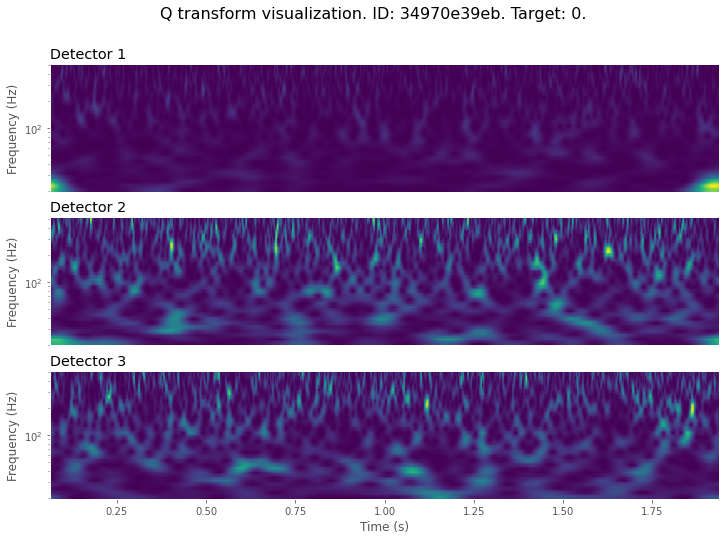 Q transform visualization. ID: 34970e39eb. Target: 0.
Detector 1
Frequency (Hz)
10²
Detector 2
Frequency (Hz)
10²
Detector 3
Frequency (Hz)
10²
0.25 0.50 0.75 1.00 1.25 1.50 1.75
Time (s)